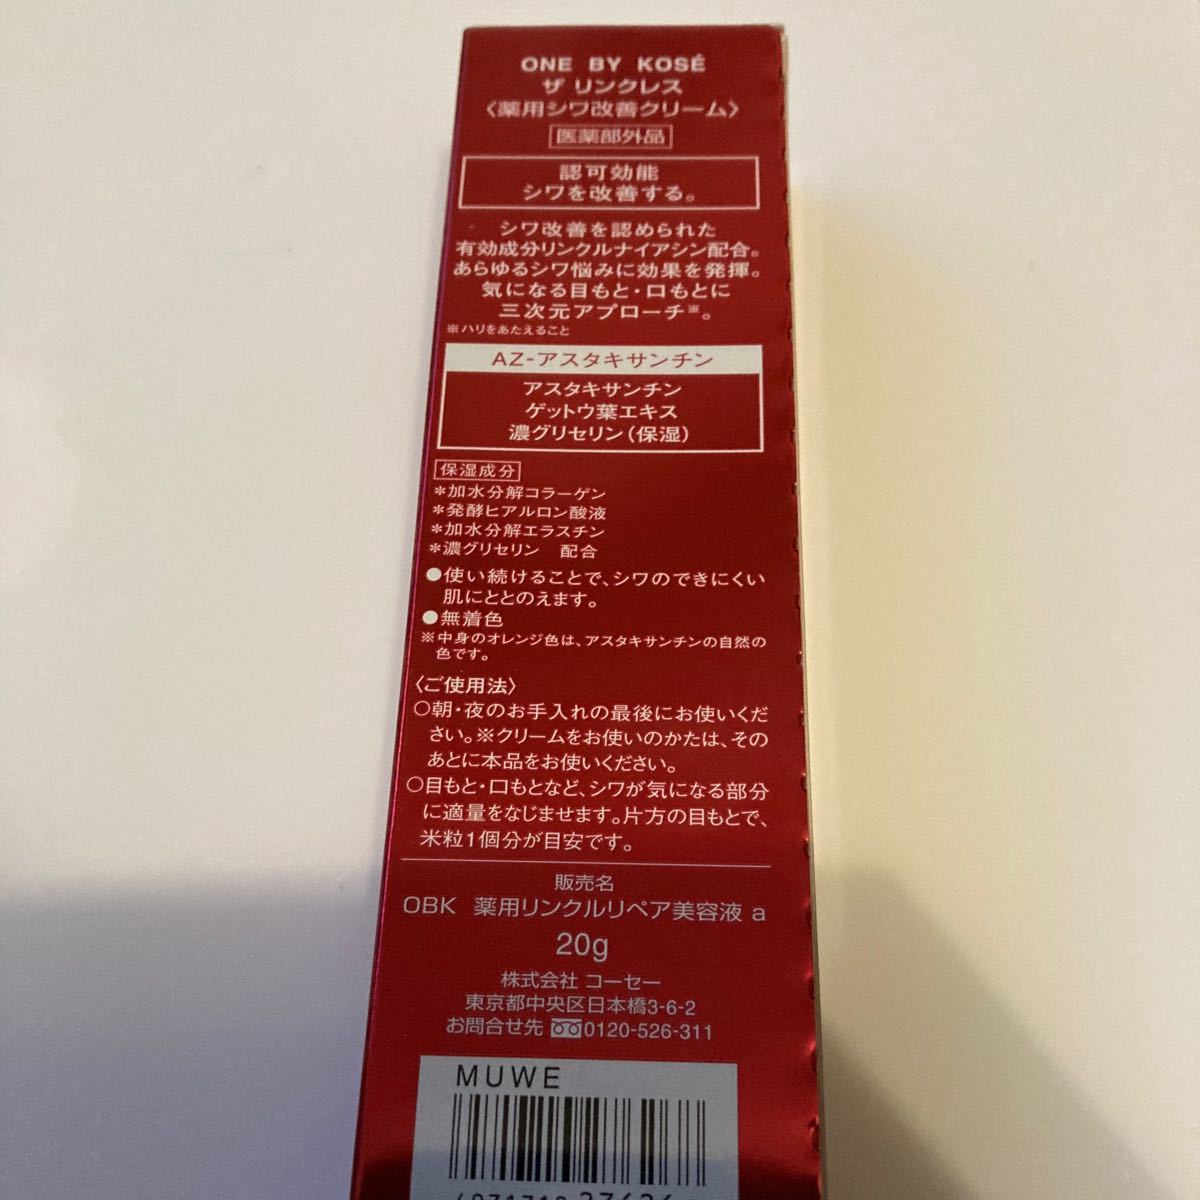 ONE BY KOSÉ
ザ リンクレス
〈薬用シワ改善クリーム〉
医薬部外品
認可効能
シワを改善する。
シワ改善を認められた
有効成分リンクルナイアシン配合。
あらゆるシワ悩みに効果を発揮。
気になる目もと・口もとに
三次元アプローチ※。
※ハリをあたえること
AZ-アスタキサンチン
アスタキサンチン
ゲットウ葉エキス
濃グリセリン(保湿)
保湿成分
*加水分解コラーゲン
*発酵ヒアルロン酸液
*加水分解エラスチン
*濃グリセリン 配合
●使い続けることで、シワのできにくい
肌にととのえます。
●無着色
※中身のオレンジ色は、アスタキサンチンの自然の
色です。
〈ご使用法〉
○朝・夜のお手入れの最後にお使いくだ
さい。※クリームをお使いのかたは、その
あとに本品をお使いください。
○目もと・口もとなど、シワが気になる部分
に適量をなじませます。片方の目もとで、
米粒1個分が目安です。
販売名
OBK 薬用リンクルリペア美容液 a
20g
株式会社 コーセー
東京都中央区日本橋3-6-2
お問合せ先 0120-526-311
MUWE